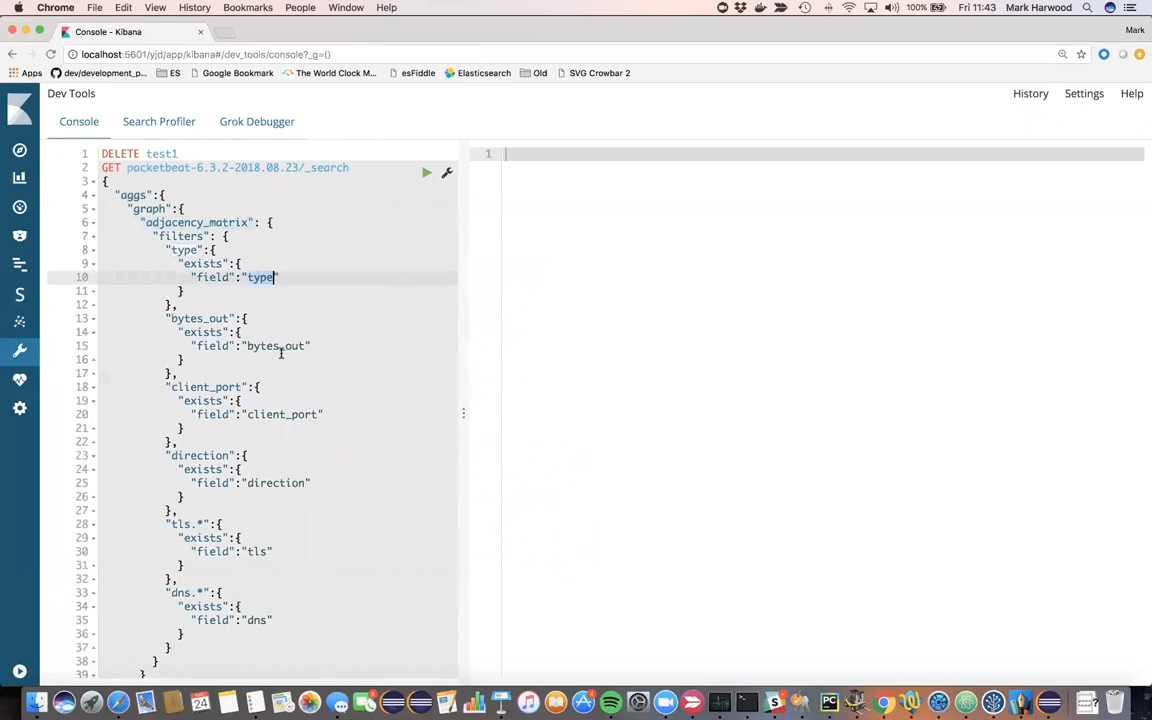 Chrome File Edit View History Bookmarks People Window Help 100% Fri 11:43 Mark Harwood
Console - Kibana Mark
localhost:5601/yjd/app/kibana#/dev_tools/console?_g=()
Apps dev/development_p... ES Google Bookmark The World Clock M... esFiddle Elasticsearch Old SVG Crowbar 2
Dev Tools History Settings Help
Console Search Profiler Grok Debugger
1 DELETE test1 1
2 GET packetbeat-6.3.2-2018.08.23/_search
3 {
4 "aggs":{
5 "graph":{
6 "adjacency_matrix": {
7 "filters": {
8 "type":{
9 "exists":{
10 "field":"type"
11 }
12 },
13 "bytes_out":{
14 "exists":{
15 "field":"bytes_out"
16 }
17 },
18 "client_port":{
19 "exists":{
20 "field":"client_port"
21 }
22 },
23 "direction":{
24 "exists":{
25 "field":"direction"
26 }
27 },
28 "tls.*":{
29 "exists":{
30 "field":"tls"
31 }
32 },
33 "dns.*":{
34 "exists":{
35 "field":"dns"
36 }
37 }
38 }
39 }